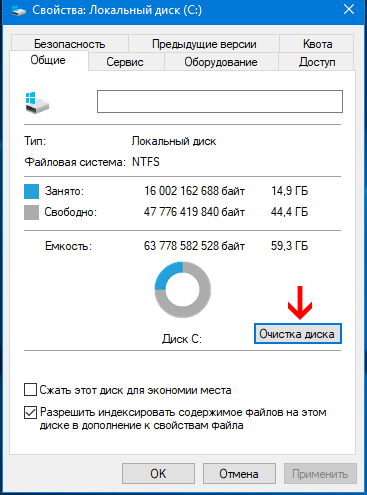 Свойства: Локальный диск (C:)
Безопасность Предыдущие версии Квота
Общие Сервис Оборудование Доступ
Тип: Локальный диск
Файловая система: NTFS
Занято: 16 002 162 688 байт 14,9 ГБ
Свободно: 47 776 419 840 байт 44,4 ГБ
Емкость: 63 778 582 528 байт 59,3 ГБ
Диск C: Очистка диска
Сжать этот диск для экономии места
Разрешить индексировать содержимое файлов на этом
диске в дополнение к свойствам файла
OK Отмена Применить